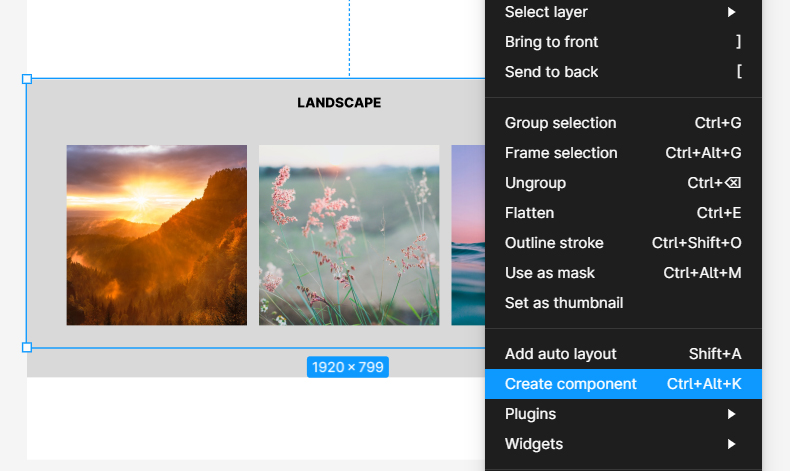 Select layer
Bring to front ]
Send to back [
LANDSCAPE
Group selection Ctrl+G
Frame selection Ctrl+Alt+G
Ungroup Ctrl+⌫
Flatten Ctrl+E
Outline stroke Ctrl+Shift+O
Use as mask Ctrl+Alt+M
Set as thumbnail
Add auto layout Shift+A
1920 × 799
Create component Ctrl+Alt+K
Plugins
Widgets